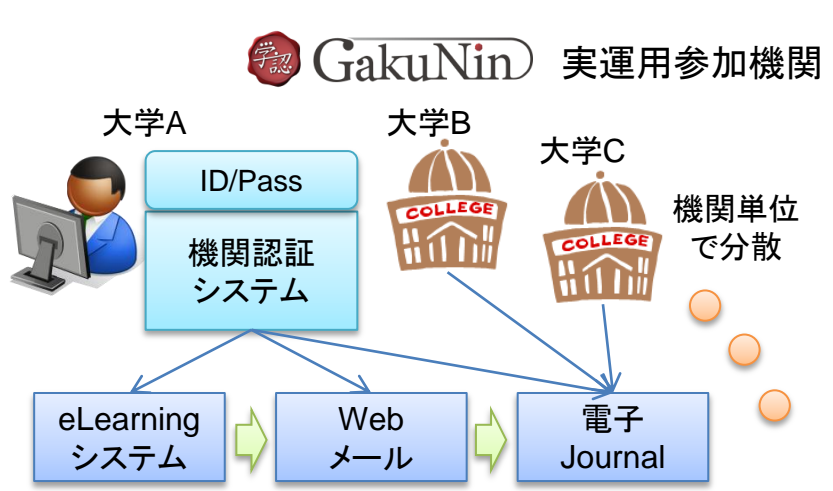 学認
GakuNin
実運用参加機関
大学A
大学B
大学C
ID/Pass
機関認証
システム
COLLEGE
COLLEGE
機関単位
で分散
eLearning
システム
Web
メール
電子
Journal